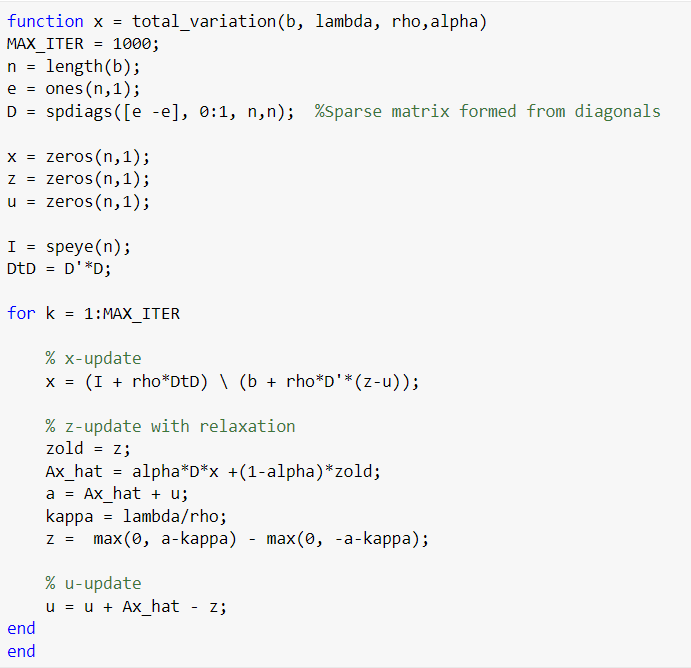 function x = total_variation(b, lambda, rho,alpha)
MAX_ITER = 1000;
n = length(b);
e = ones(n,1);
D = spdiags([e -e], 0:1, n,n);  %Sparse matrix formed from diagonals

x = zeros(n,1);
z = zeros(n,1);
u = zeros(n,1);

I = speye(n);
DtD = D'*D;

for k = 1:MAX_ITER

    % x-update
    x = (I + rho*DtD) \ (b + rho*D'*(z-u));

    % z-update with relaxation
    zold = z;
    Ax_hat = alpha*D*x +(1-alpha)*zold;
    a = Ax_hat + u;
    kappa = lambda/rho;
    z =  max(0, a-kappa) - max(0, -a-kappa);

    % u-update
    u = u + Ax_hat - z;
end
end